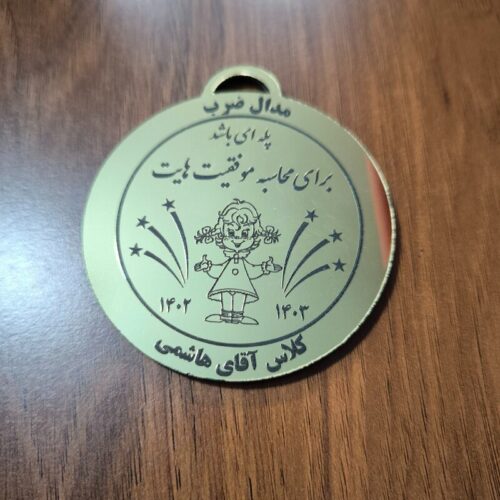 مدال ضرب
پله ای باشد
برای محاسبه موفقیت هایت
۱۴۰۲ ۱۴۰۳
کلاس آقای هاشمی